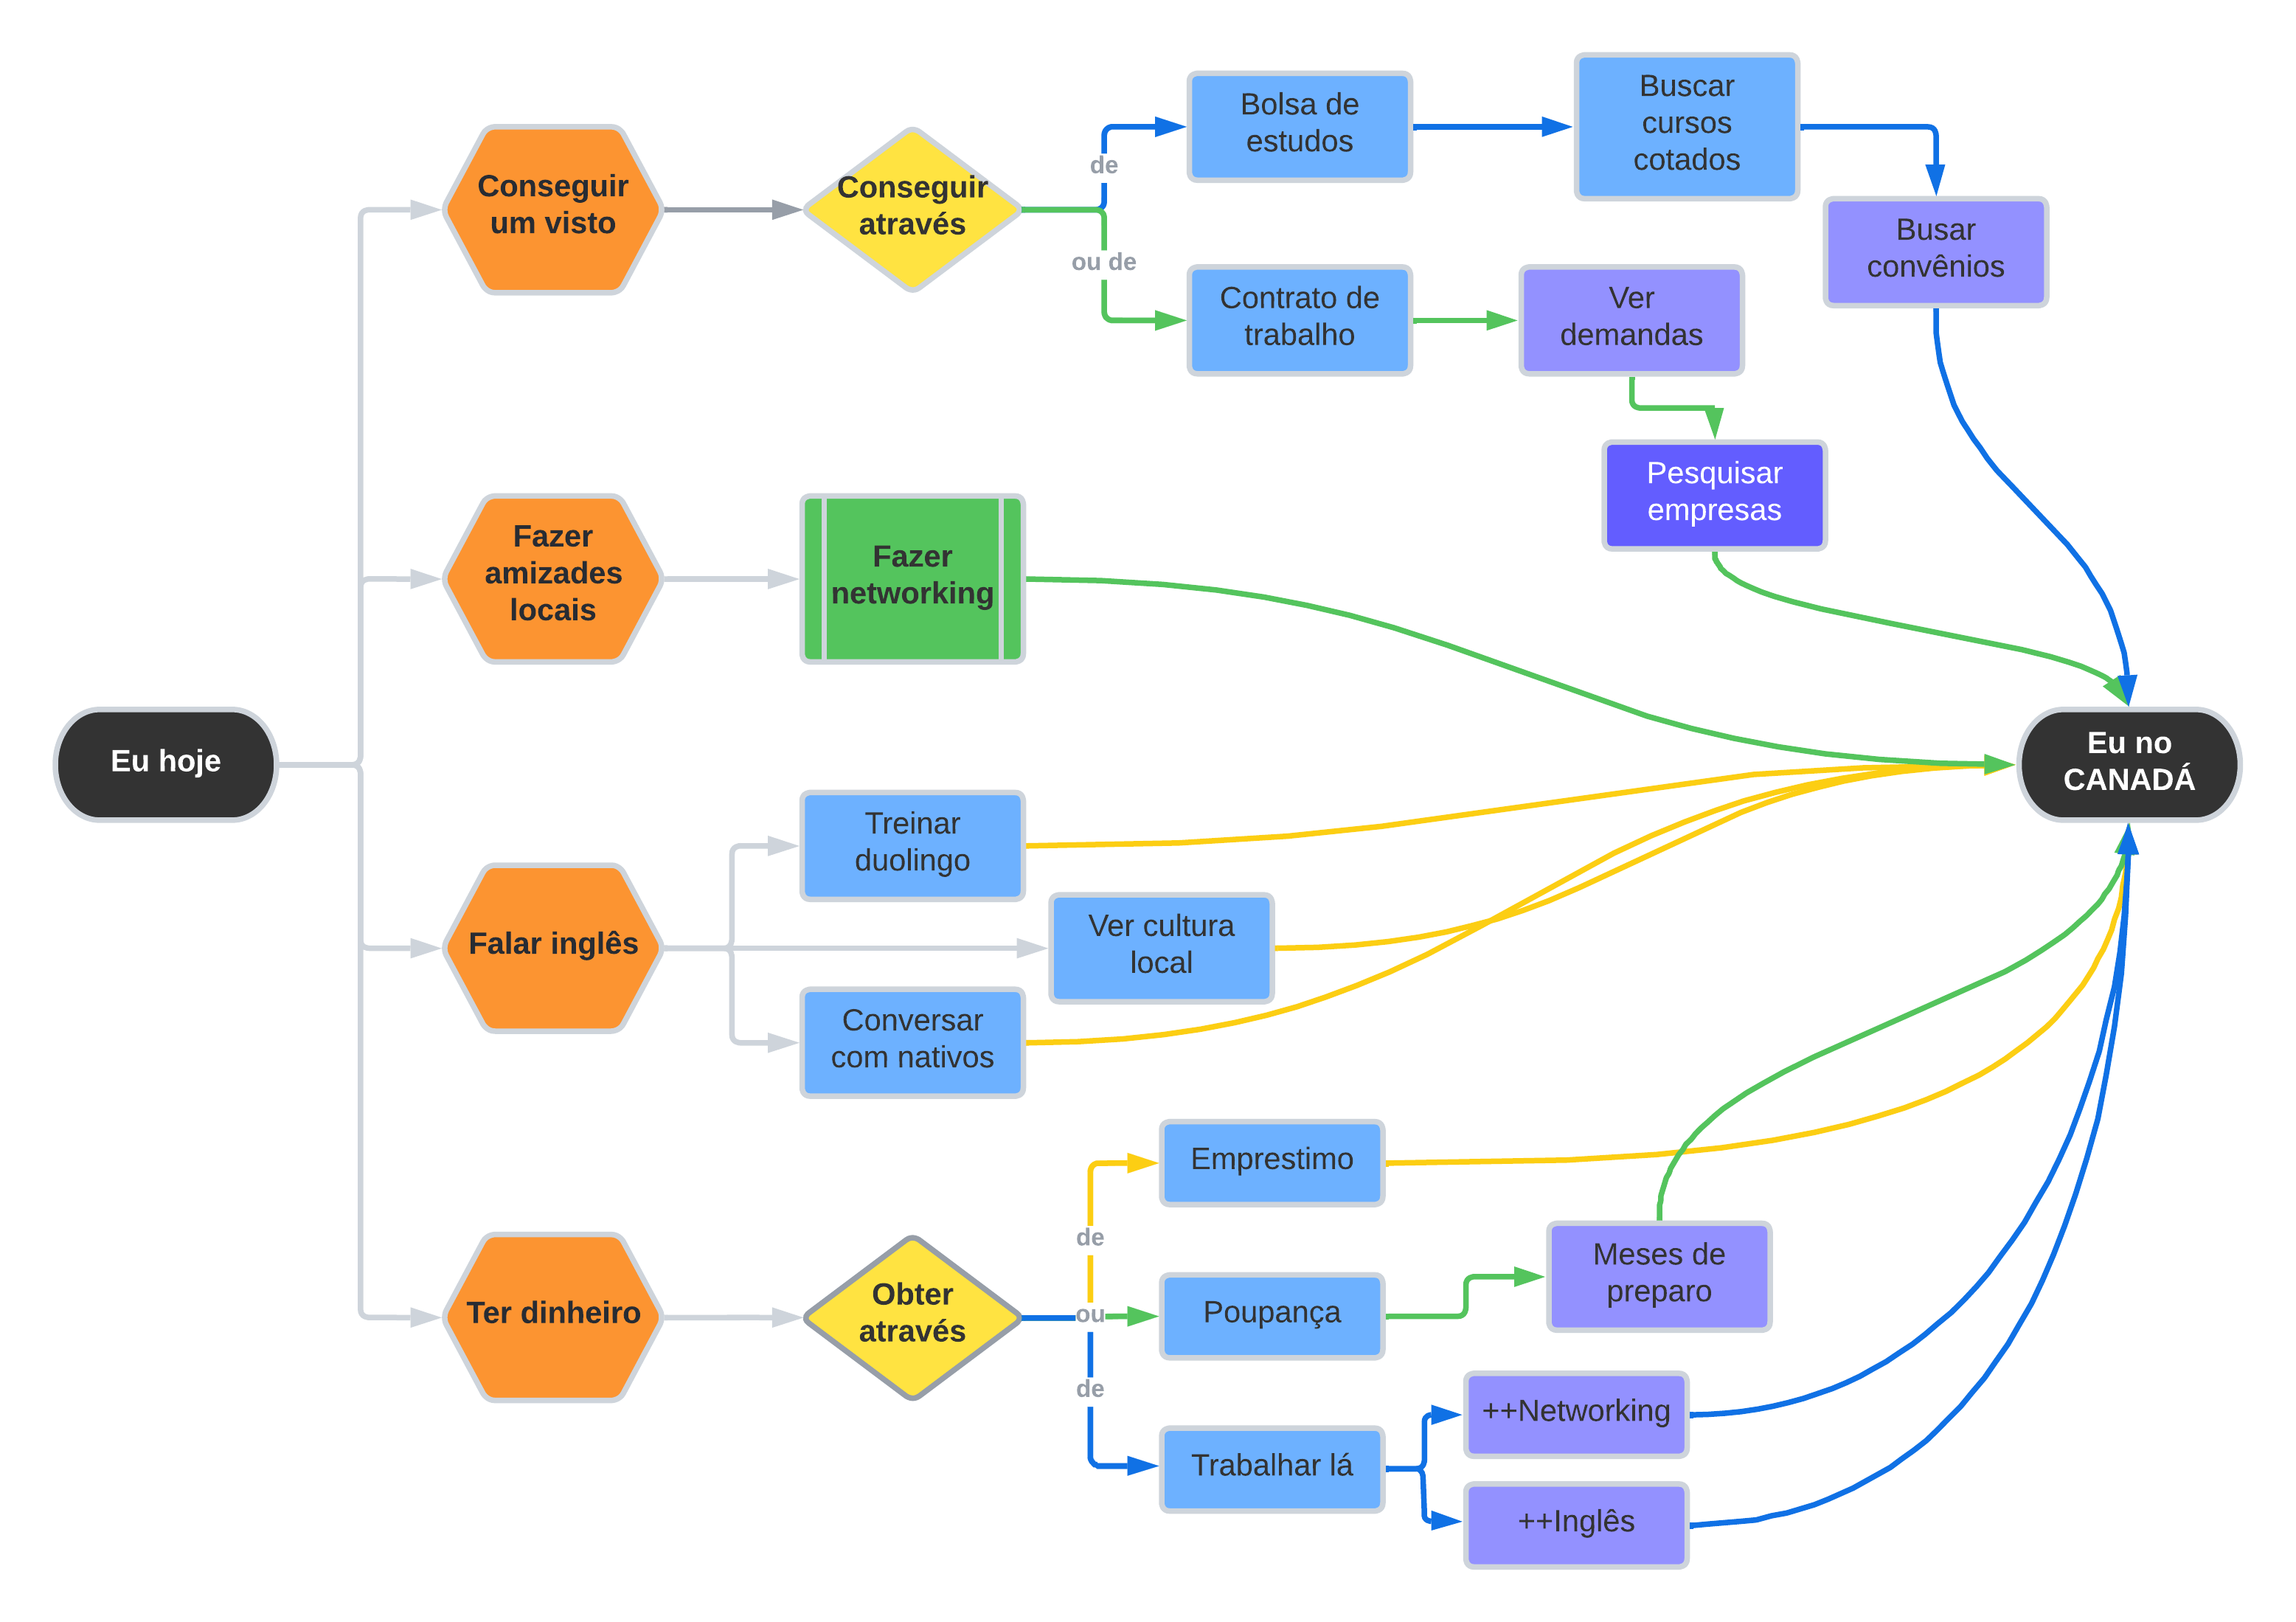 Conseguir
um visto
Conseguir
através
de
ou de
Bolsa de
estudos
Buscar
cursos
cotados
Busar
convênios
Contrato de
trabalho
Ver
demandas
Pesquisar
empresas
Fazer
amizades
locais
Fazer
networking
Eu hoje
Eu no
CANADÁ
Falar inglês
Treinar
duolingo
Ver cultura
local
Conversar
com nativos
Ter dinheiro
Obter
através
de
ou
de
Emprestimo
Poupança
Meses de
preparo
Trabalhar lá
++Networking
++Inglês